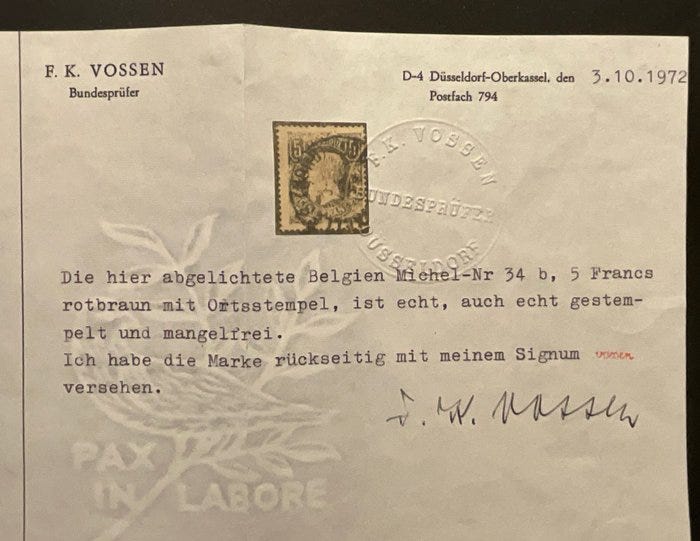 F. K. VOSSEN
Bundesprüfer
D-4 Düsseldorf-Oberkassel, den 3.10.1972
Postfach 794
5
F.K. VOSSEN
BUNDESPRÜFER
DÜSSELDORF
Die hier abgelichtete Belgien Michel-Nr 34 b, 5 Francs
rotbraun mit Ortsstempel, ist echt, auch echt gestem-
pelt und mangelfrei.
Ich habe die Marke rückseitig mit meinem Signum vossen
versehen.
F. K. Vossen
PAX
IN LABORE